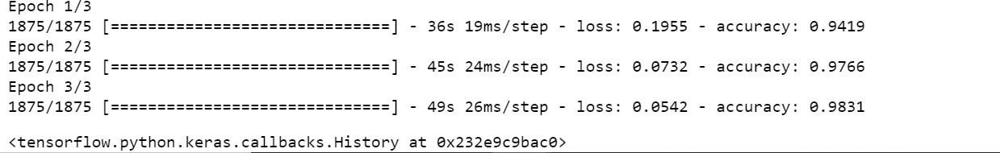 Epoch 1/3
1875/1875 [==============================] - 36s 19ms/step - loss: 0.1955 - accuracy: 0.9419
Epoch 2/3
1875/1875 [==============================] - 45s 24ms/step - loss: 0.0732 - accuracy: 0.9766
Epoch 3/3
1875/1875 [==============================] - 49s 26ms/step - loss: 0.0542 - accuracy: 0.9831
<tensorflow.python.keras.callbacks.History at 0x232e9c9bac0>